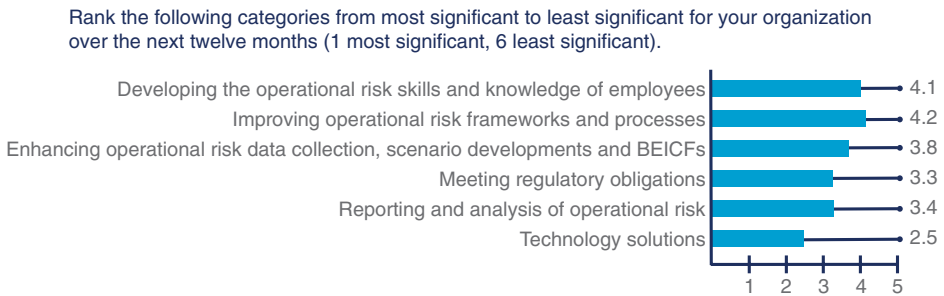 Rank the following categories from most significant to least significant for your organization
over the next twelve months (1 most significant, 6 least significant).
Developing the operational risk skills and knowledge of employees 4.1
Improving operational risk frameworks and processes 4.2
Enhancing operational risk data collection, scenario developments and BEICFs 3.8
Meeting regulatory obligations 3.3
Reporting and analysis of operational risk 3.4
Technology solutions 2.5
1 2 3 4 5